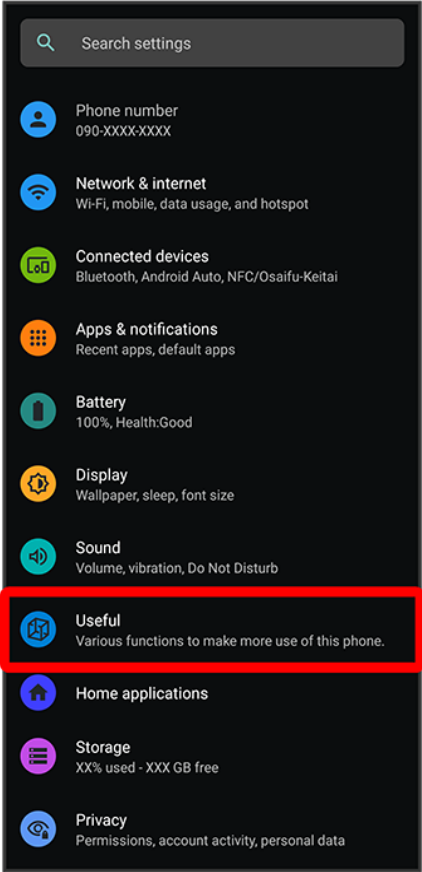 Search settings
Phone number
090-XXXX-XXXX
Network & internet
Wi-Fi, mobile, data usage, and hotspot
Connected devices
Bluetooth, Android Auto, NFC/Osaifu-Keitai
Apps & notifications
Recent apps, default apps
Battery
100%, Health:Good
Display
Wallpaper, sleep, font size
Sound
Volume, vibration, Do Not Disturb
Useful
Various functions to make more use of this phone.
Home applications
Storage
XX% used - XXX GB free
Privacy
Permissions, account activity, personal data